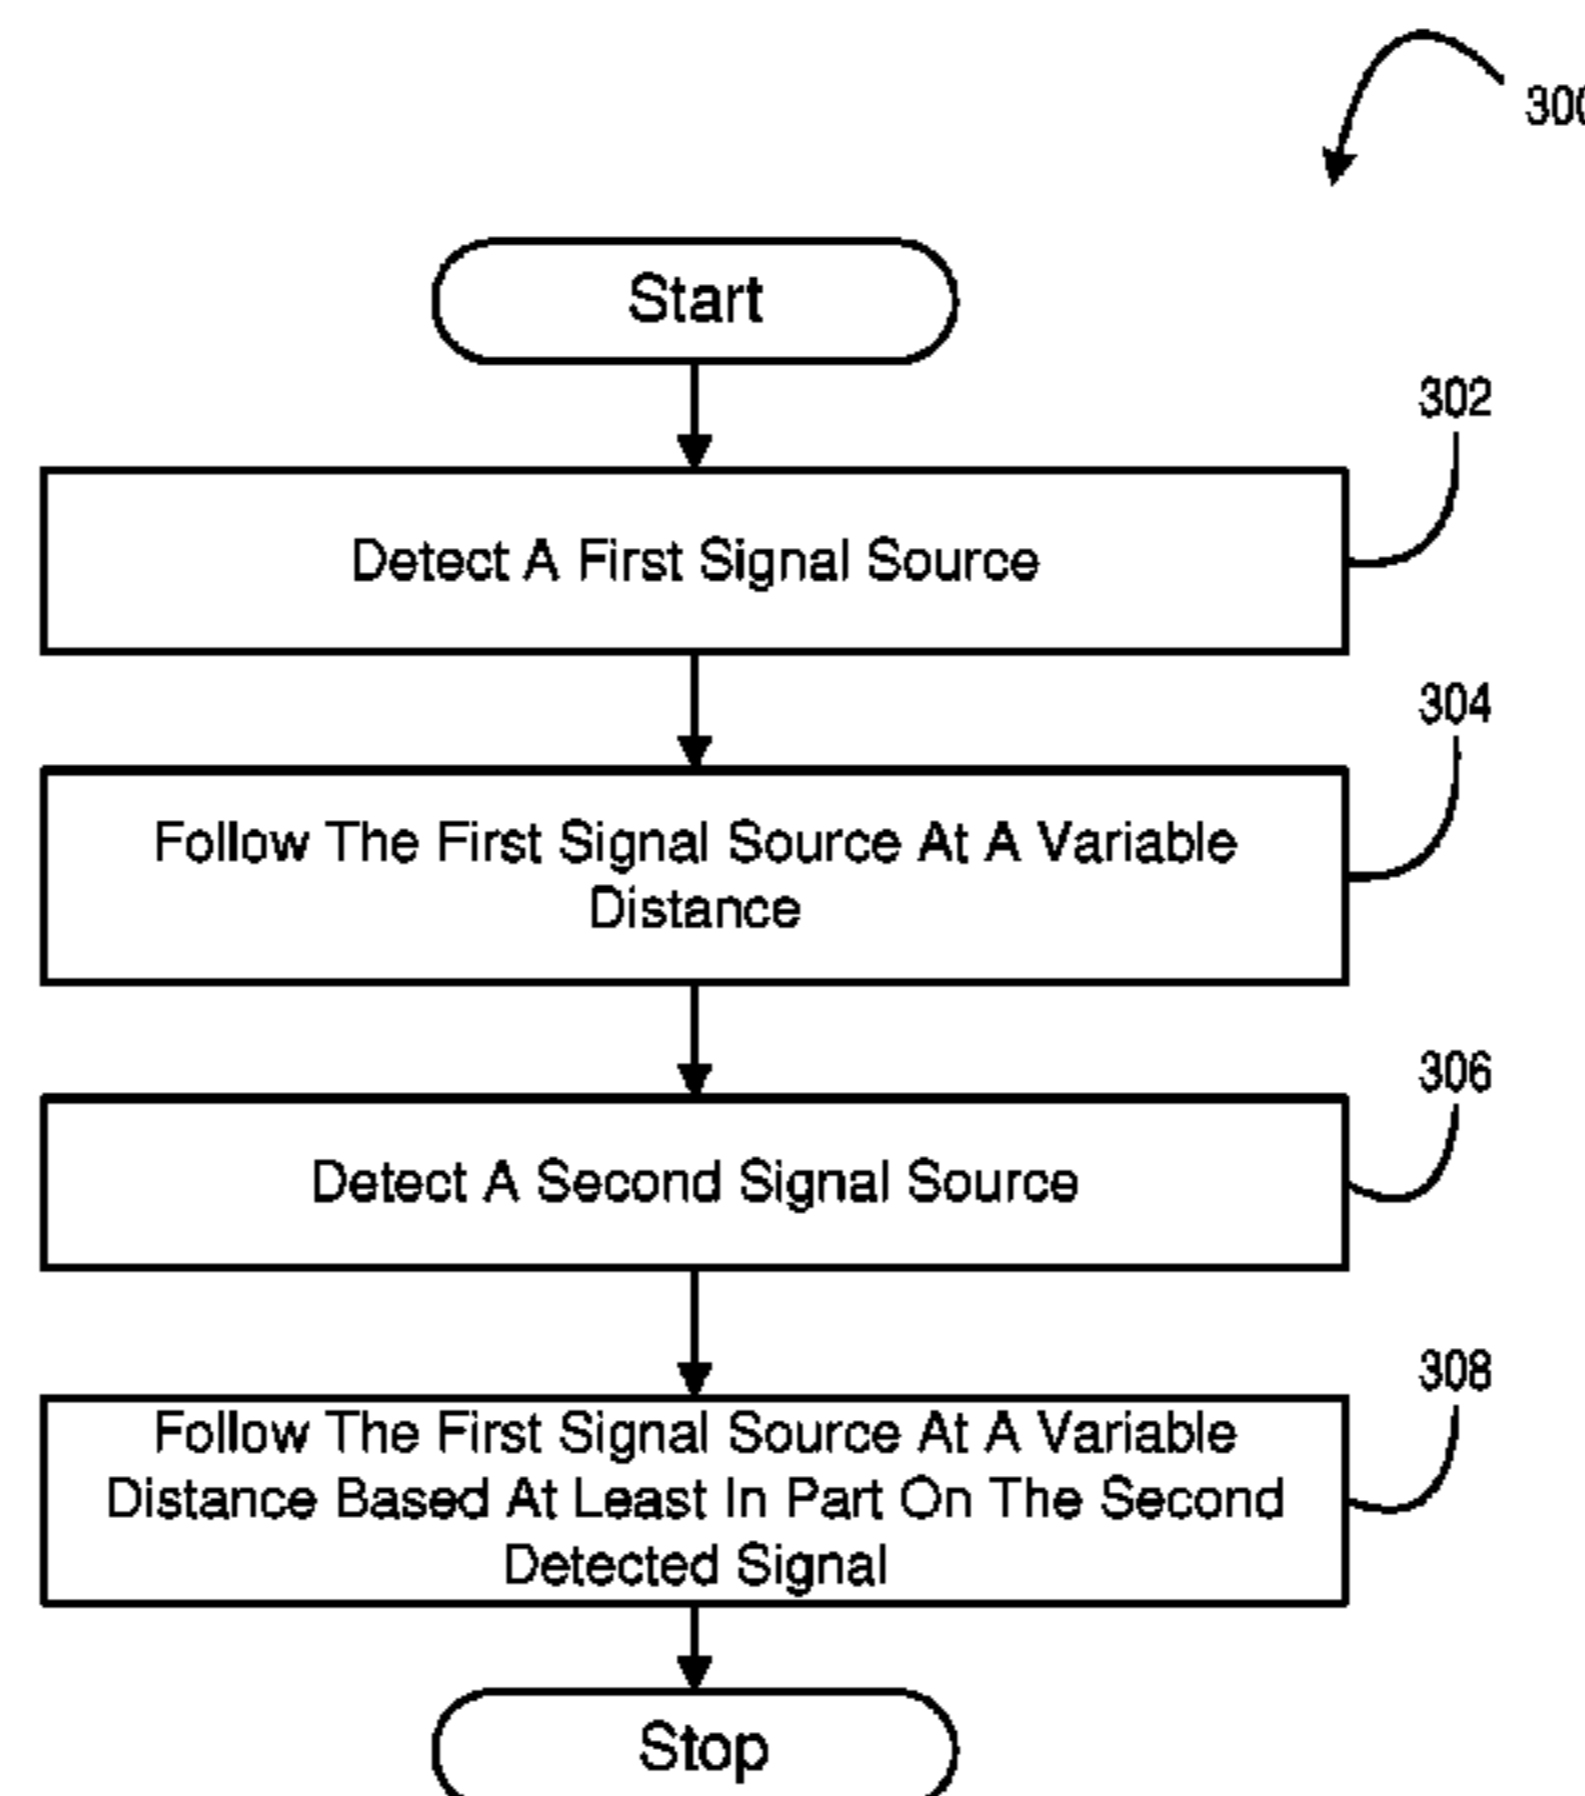 300
Start
302
Detect A First Signal Source
304
Follow The First Signal Source At A Variable
Distance
306
Detect A Second Signal Source
308
Follow The First Signal Source At A Variable
Distance Based At Least In Part On The Second
Detected Signal
Stop